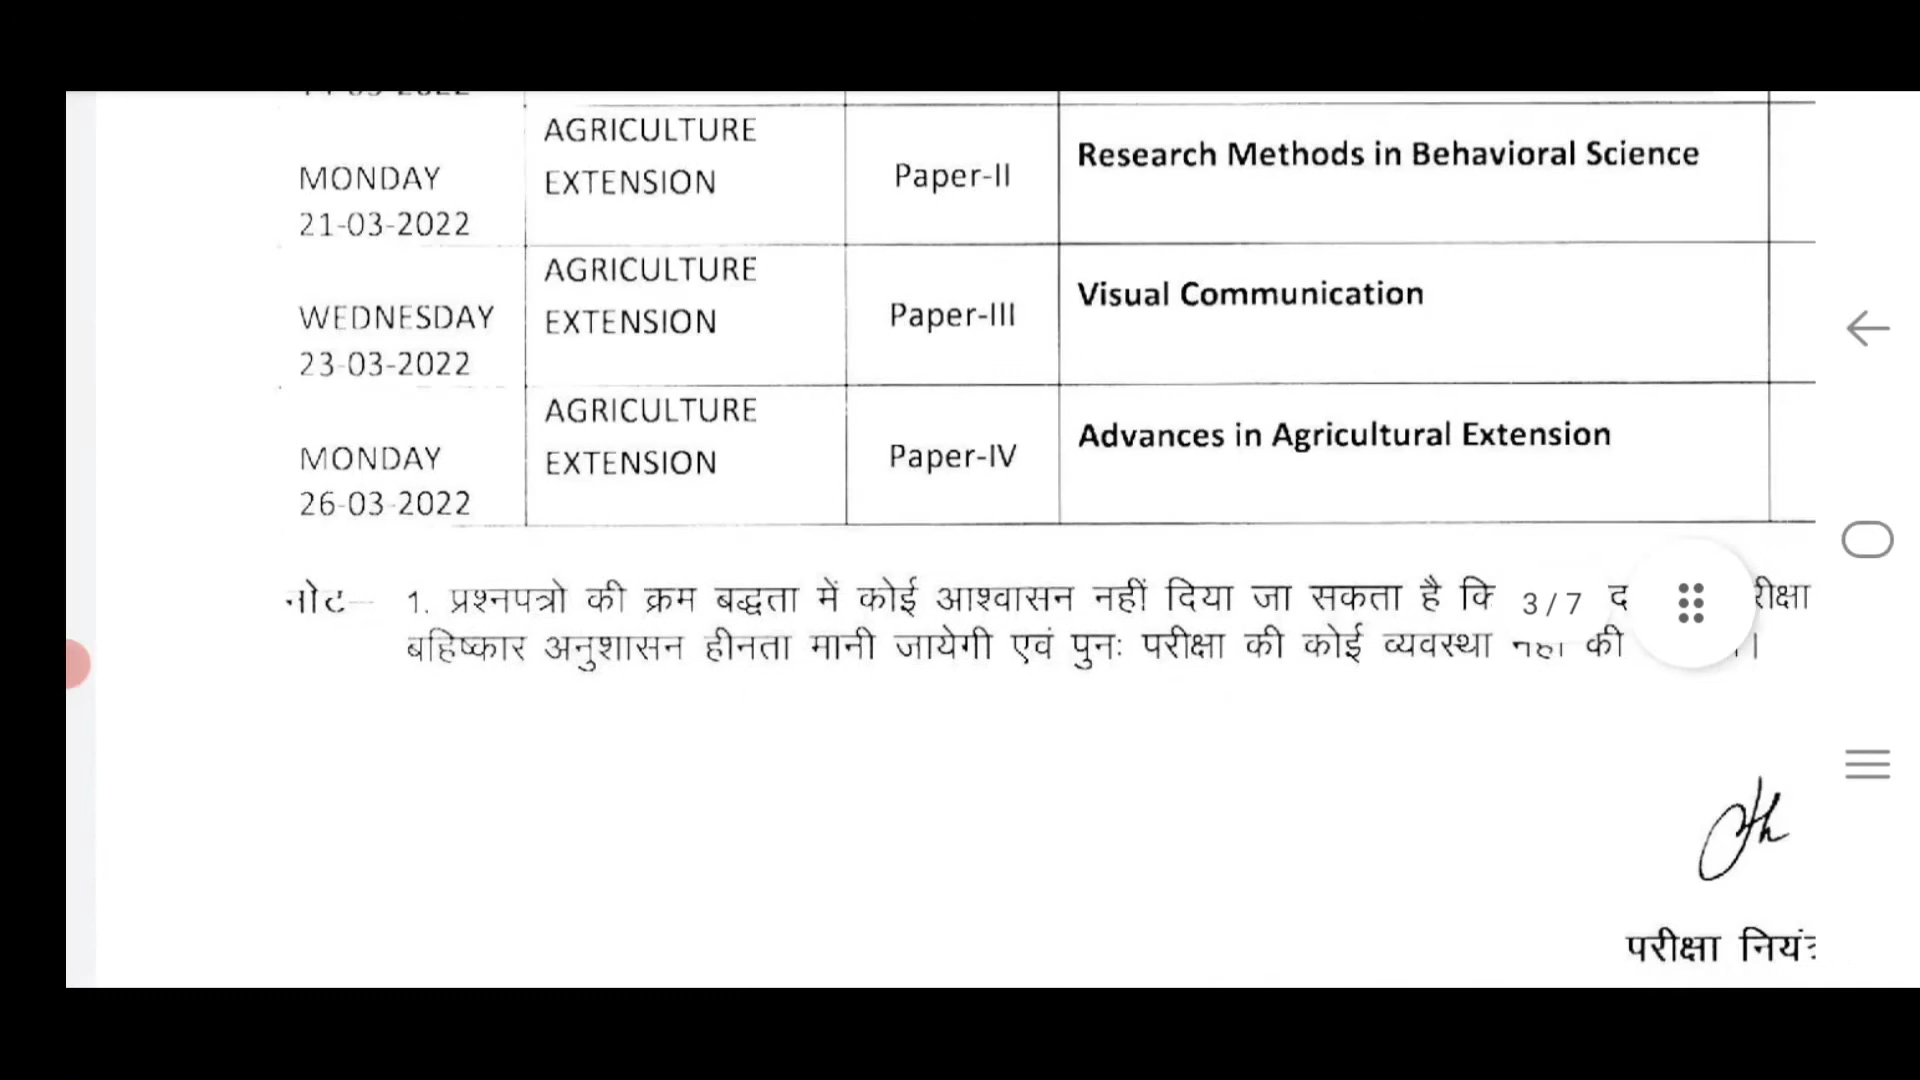 AGRICULTURE
EXTENSION
MONDAY
21-03-2022
Paper-II
Research Methods in Behavioral Science
AGRICULTURE
EXTENSION
WEDNESDAY
23-03-2022
Paper-III
Visual Communication
AGRICULTURE
EXTENSION
MONDAY
26-03-2022
Paper-IV
Advances in Agricultural Extension
नोट— 1. प्रश्नपत्रो की क्रम बद्धता में कोई आश्वासन नहीं दिया जा सकता है कि
3/7
बहिष्कार अनुशासन हीनता मानी जायेगी एवं पुनः परीक्षा की कोई व्यवस्था की
परीक्षा